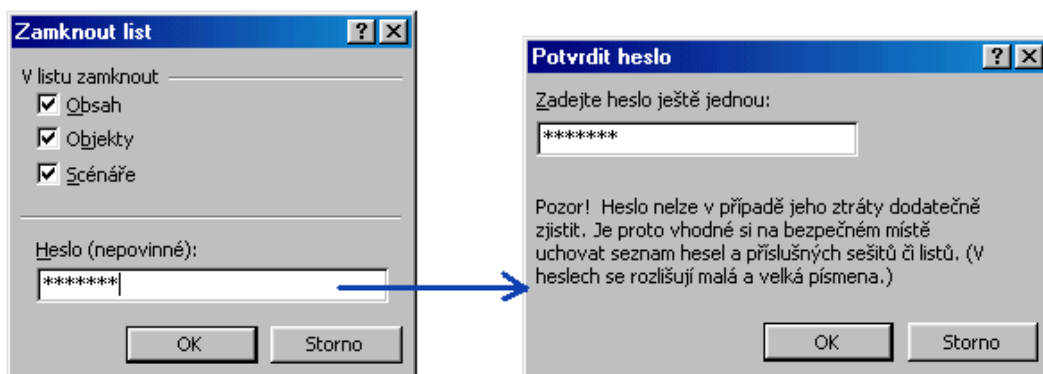 Zamknout list
V listu zamknout
Obsah
Objekty
Scénáře
Heslo (nepovinné):
*******
OK Storno
Potvrdit heslo
Zadejte heslo ještě jednou:
*******
Pozor! Heslo nelze v případě jeho ztráty dodatečně
zjistit. Je proto vhodné si na bezpečném místě
uchovat seznam hesel a příslušných sešitů či listů. (V
heslech se rozlišují malá a velká písmena.)
OK Storno